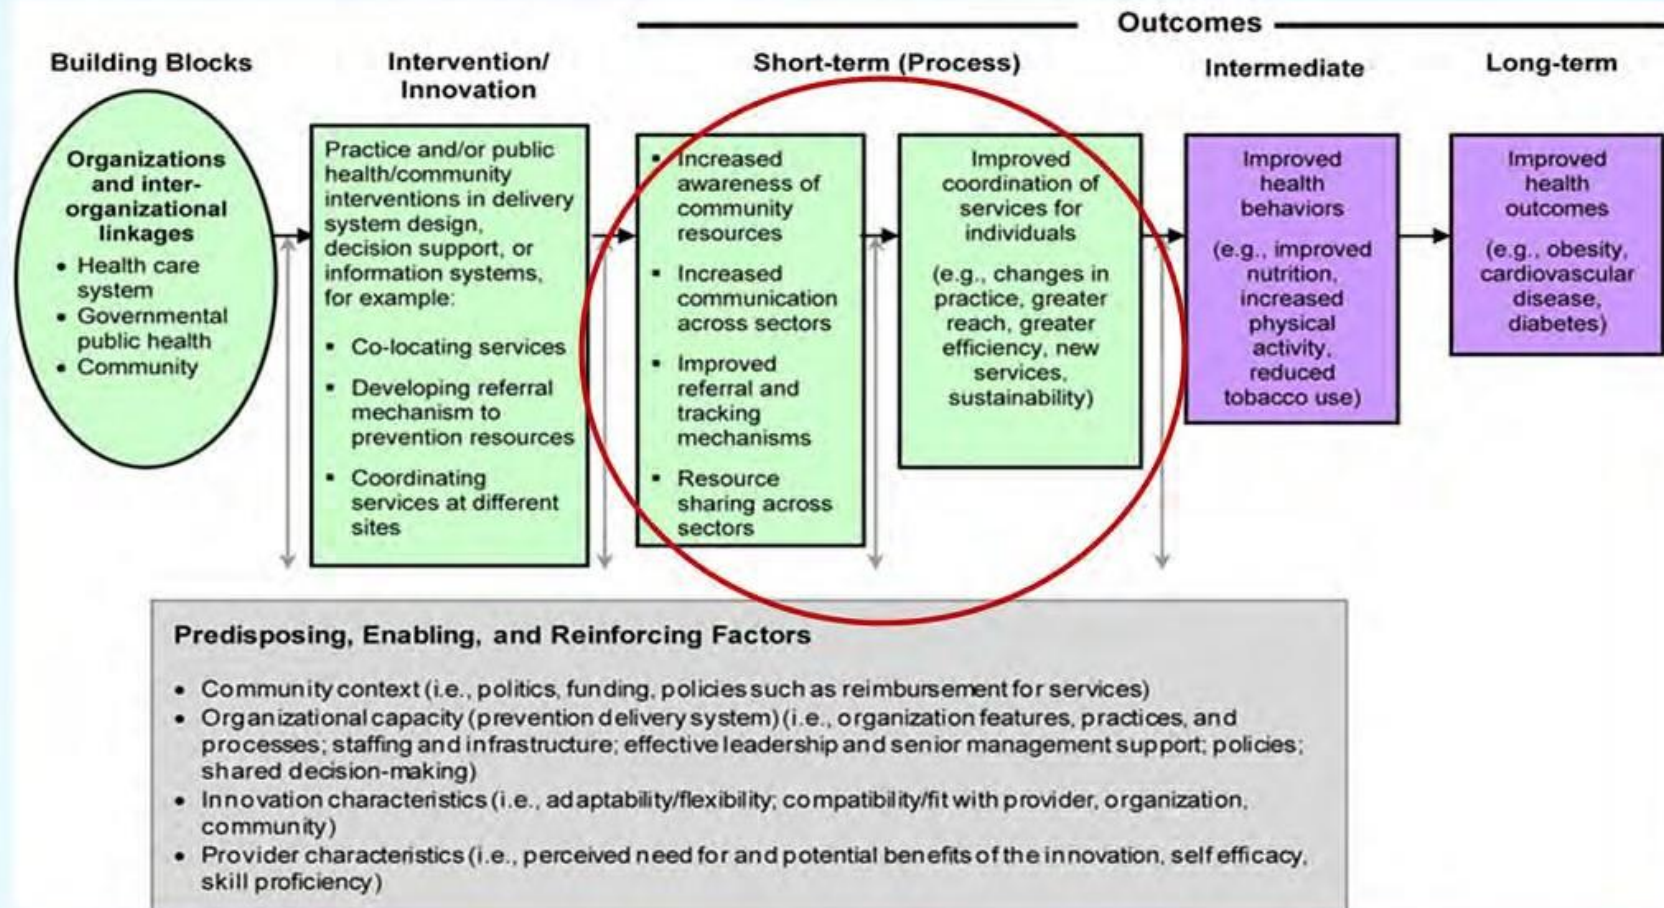 Outcomes
Building Blocks
Intervention/
Innovation
Short-term (Process)
Intermediate
Long-term
Organizations
and inter-
organizational
linkages
• Health care
system
• Governmental
public health
• Community
Practice and/or public
health/community
interventions in delivery
system design,
decision support, or
information systems,
for example:
▪ Co-locating services
▪ Developing referral
mechanism to
prevention resources
▪ Coordinating
services at different
sites
▪ Increased
awareness of
community
resources
▪ Increased
communication
across sectors
▪ Improved
referral and
tracking
mechanisms
▪ Resource
sharing across
sectors
Improved
coordination of
services for
individuals
(e.g., changes in
practice, greater
reach, greater
efficiency, new
services,
sustainability)
Improved
health
behaviors
(e.g., improved
nutrition,
increased
physical
activity,
reduced
tobacco use)
Improved
health
outcomes
(e.g., obesity,
cardiovascular
disease,
diabetes)
Predisposing, Enabling, and Reinforcing Factors
• Community context (i.e., politics, funding, policies such as reimbursement for services)
• Organizational capacity (prevention delivery system) (i.e., organization features, practices, and
processes; staffing and infrastructure; effective leadership and senior management support; policies;
shared decision-making)
• Innovation characteristics (i.e., adaptability/flexibility; compatibility/fit with provider, organization,
community)
• Provider characteristics (i.e., perceived need for and potential benefits of the innovation, self efficacy,
skill proficiency)